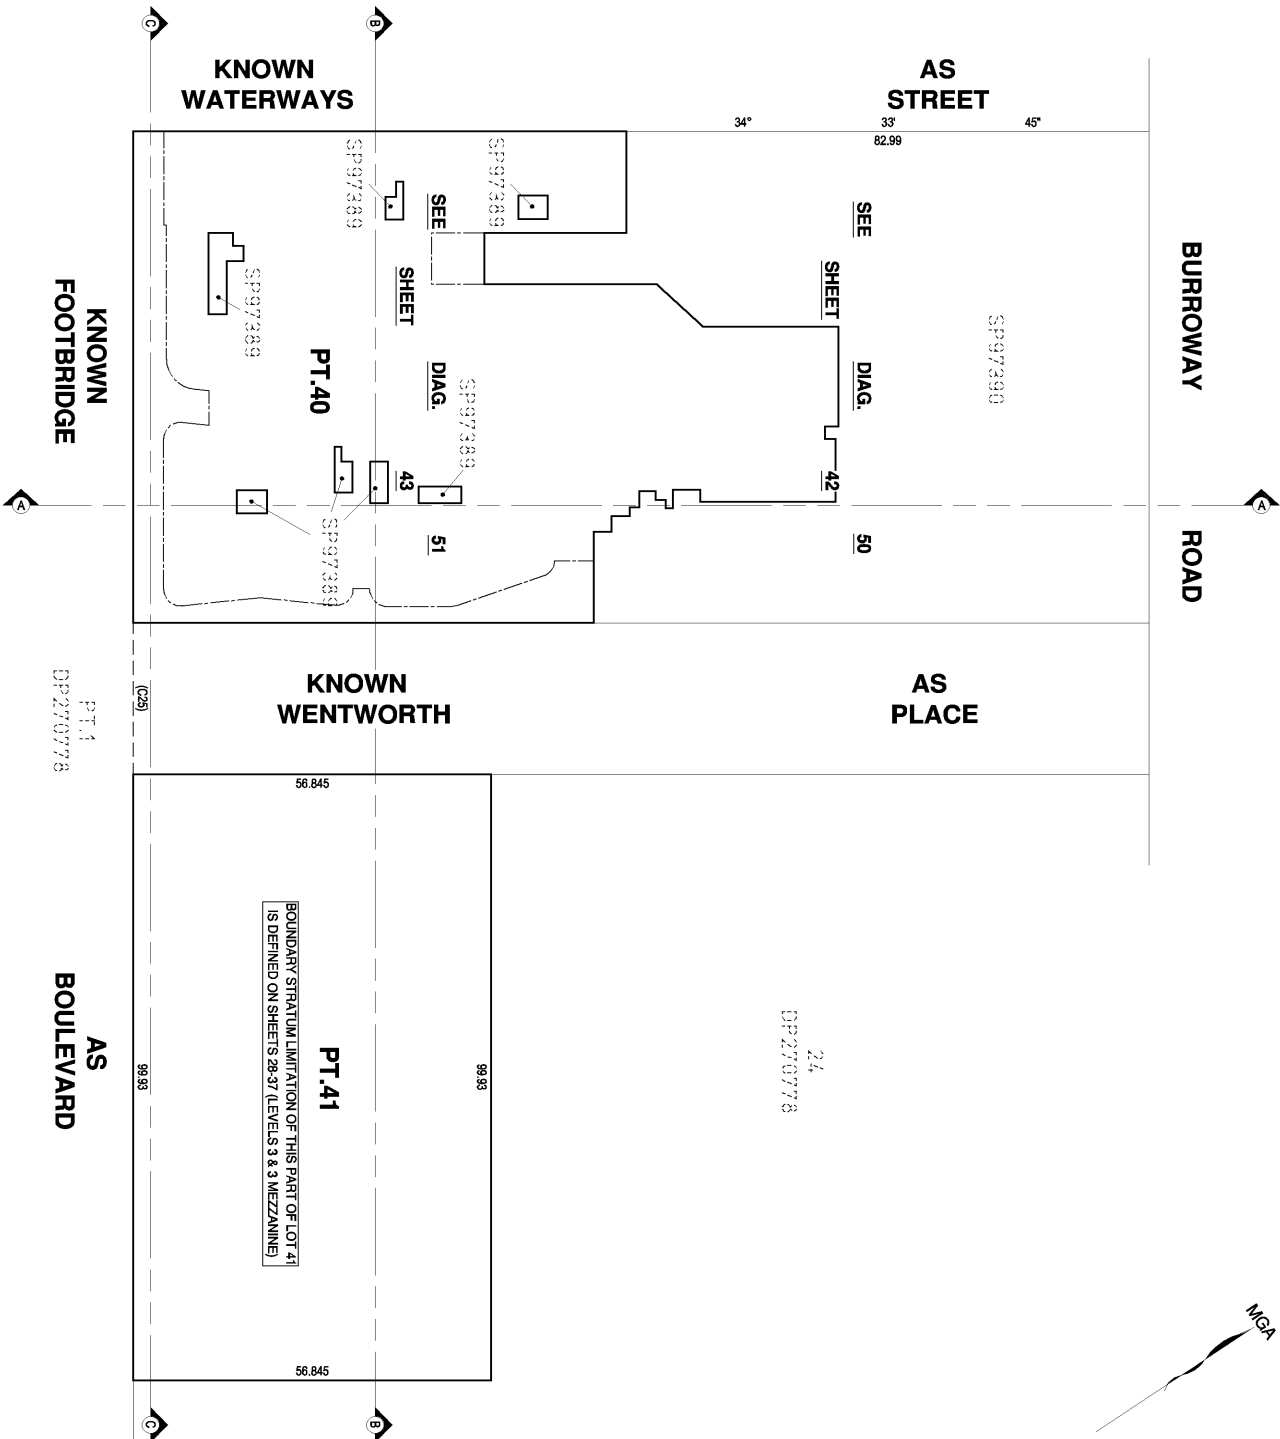 C
B
KNOWN
WATERWAYS
AS
STREET
34°
33'
45"
82.99
SP97389
SP97389
SEE
SHEET
DIAG.
43
51
SEE
SHEET
DIAG.
42
50
SP97390
BURROWAY
ROAD
SP97389
PT.40
SP97389
SP97389
KNOWN
FOOTBRIDGE
A
A
KNOWN
WENTWORTH
AS
PLACE
(C25)
PT.1
DP270778
56.845
99.93
99.93
56.845
PT.41
BOUNDARY STRATUM LIMITATION OF THIS PART OF LOT 41
IS DEFINED ON SHEETS 28-37 (LEVELS 3 & 3 MEZZANINE)
24
DP270778
AS
BOULEVARD
MGA
C
B